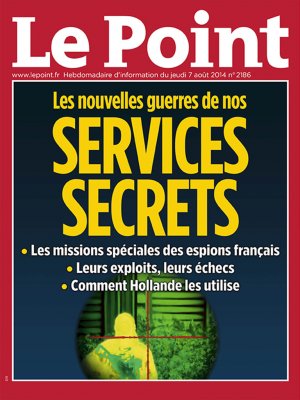 Le Point
www.lepoint.fr Hebdomadaire d'information du jeudi 7 août 2014 n° 2186
Les nouvelles guerres de nos
SERVICES
SECRETS
• Les missions spéciales des espions français
• Leurs exploits, leurs échecs
• Comment Hollande les utilise